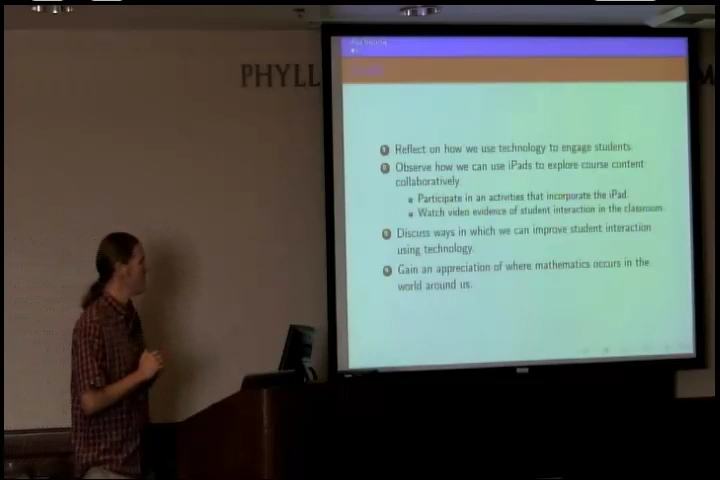 PHYLL
M
Reflect on how we use technology to engage students.
Observe how we can use iPads to explore course content
collaboratively
Participate in an activities that incorporate the iPad.
Watch video evidence of student interaction in the classroom.
Discuss ways in which we can improve student interaction
using technology.
Gain an appreciation of where mathematics occurs in the
world around us.